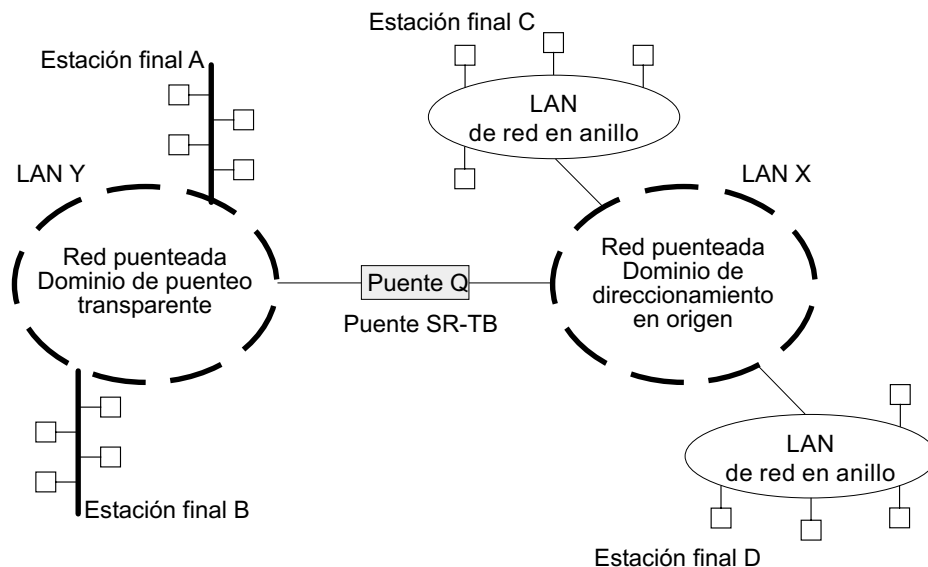 Estación final C
Estación final A
LAN
de red en anillo
LAN Y
LAN X
Red puenteada
Dominio de puenteo
transparente
Puente Q
Puente SR-TB
Red puenteada
Dominio de
direccionamiento
en origen
LAN
de red en anillo
Estación final B
Estación final D